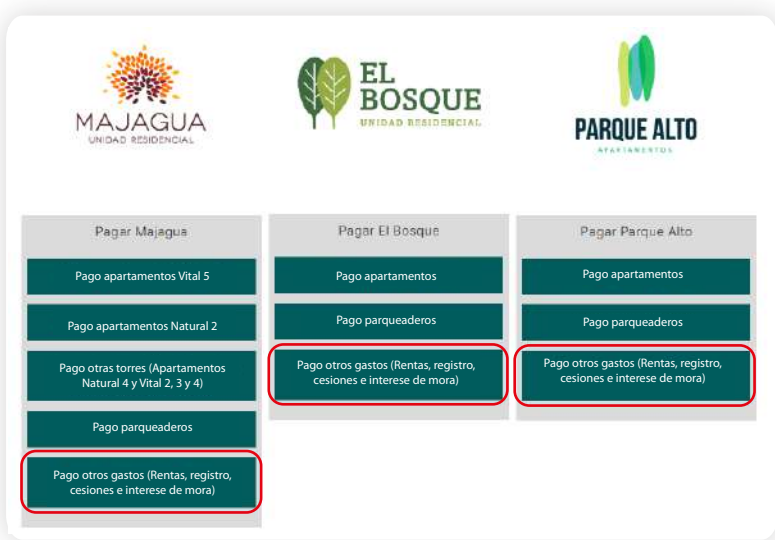 MAJAGUA
UNIDAD RESIDENCIAL
EL
BOSQUE
UNIDAD RESIDENCIAL
PARQUE ALTO
APARTAMENTOS
Pagar Majagua
Pago apartamentos Vital 5
Pago apartamentos Natural 2
Pago otras torres (Apartamentos
Natural 4 y Vital 2, 3 y 4)
Pago parqueaderos
Pago otros gastos (Rentas, registro,
cesiones e interese de mora)
Pagar El Bosque
Pago apartamentos
Pago parqueaderos
Pago otros gastos (Rentas, registro,
cesiones e interese de mora)
Pagar Parque Alto
Pago apartamentos
Pago parqueaderos
Pago otros gastos (Rentas, registro,
cesiones e interese de mora)